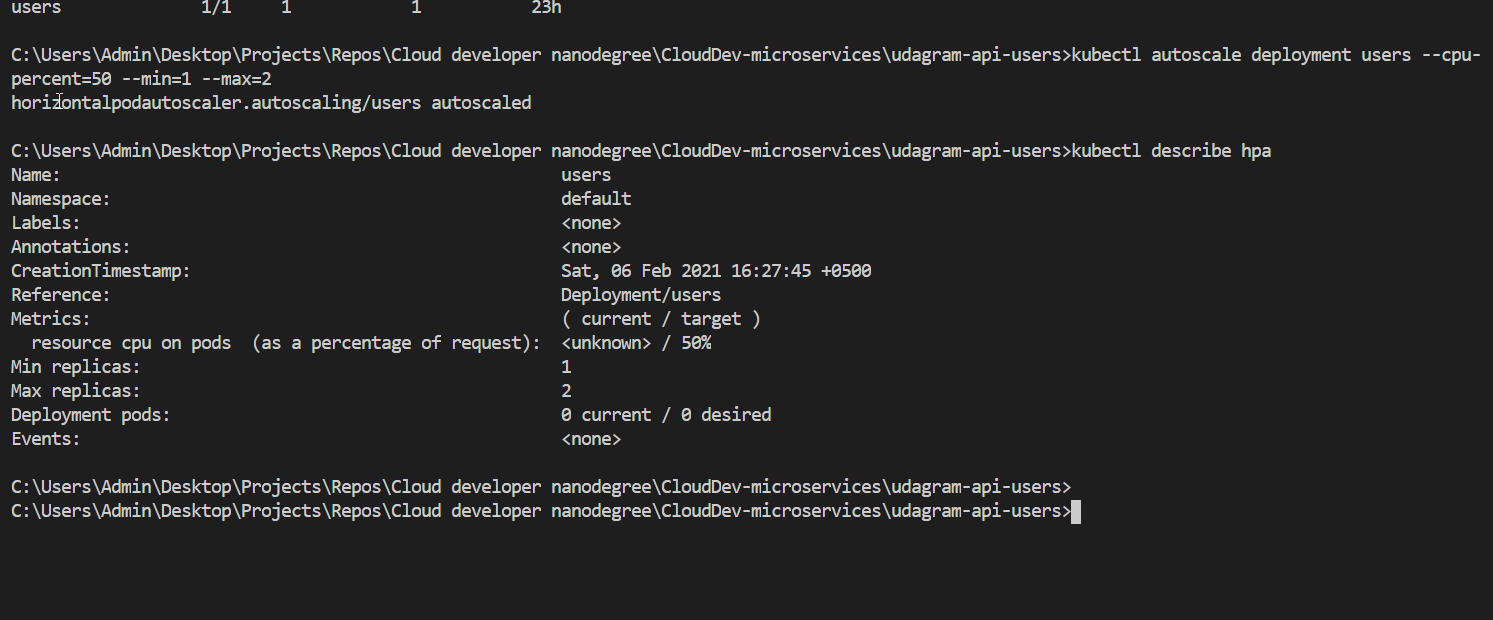 users 1/1 1 1 23h
C:\Users\Admin\Desktop\Projects\Repos\Cloud developer nanodegree\CloudDev-microservices\udagram-api-users>kubectl autoscale deployment users --cpu-
percent=50 --min=1 --max=2
horizontalpodautoscaler.autoscaling/users autoscaled
C:\Users\Admin\Desktop\Projects\Repos\Cloud developer nanodegree\CloudDev-microservices\udagram-api-users>kubectl describe hpa
Name: users
Namespace: default
Labels: <none>
Annotations: <none>
CreationTimestamp: Sat, 06 Feb 2021 16:27:45 +0500
Reference: Deployment/users
Metrics: ( current / target )
resource cpu on pods (as a percentage of request): <unknown> / 50%
Min replicas: 1
Max replicas: 2
Deployment pods: 0 current / 0 desired
Events: <none>
C:\Users\Admin\Desktop\Projects\Repos\Cloud developer nanodegree\CloudDev-microservices\udagram-api-users>
C:\Users\Admin\Desktop\Projects\Repos\Cloud developer nanodegree\CloudDev-microservices\udagram-api-users>